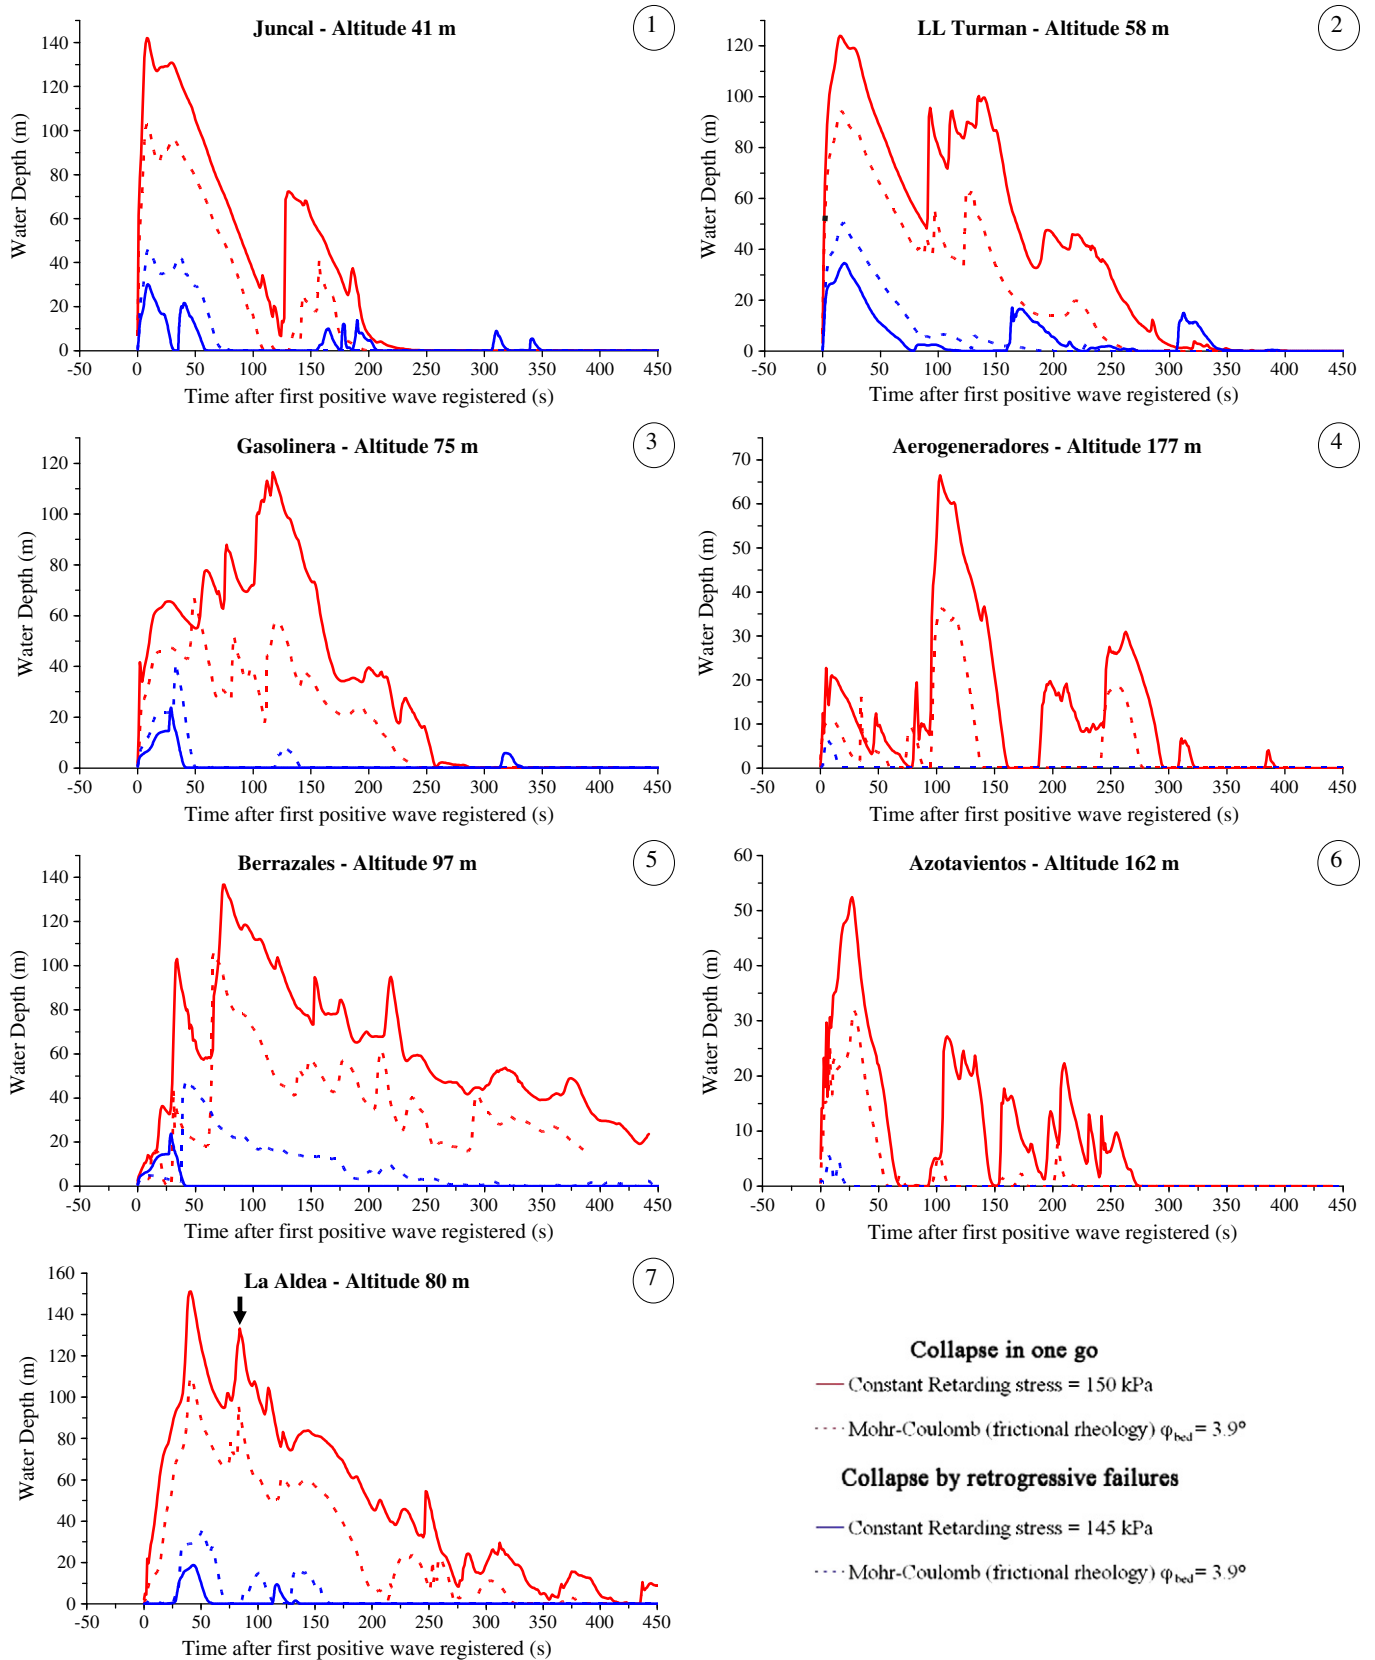 Juncal - Altitude 41 m
1
Water Depth (m)
140
120
100
80
60
40
20
0
-50 0 50 100 150 200 250 300 350 400 450
Time after first positive wave registered (s)
LL Turman - Altitude 58 m
2
Water Depth (m)
120
100
80
60
40
20
0
-50 0 50 100 150 200 250 300 350 400 450
Time after first positive wave registered (s)
Gasolinera - Altitude 75 m
3
Water Depth (m)
120
100
80
60
40
20
0
-50 0 50 100 150 200 250 300 350 400 450
Time after first positive wave registered (s)
Aerogeneradores - Altitude 177 m
4
Water Depth (m)
70
60
50
40
30
20
10
0
-50 0 50 100 150 200 250 300 350 400 450
Time after first positive wave registered (s)
Berrazales - Altitude 97 m
5
Water Depth (m)
140
120
100
80
60
40
20
0
-50 0 50 100 150 200 250 300 350 400 450
Time after first positive wave registered (s)
Azotavientos - Altitude 162 m
6
Water Depth (m)
60
50
40
30
20
10
0
-50 0 50 100 150 200 250 300 350 400 450
Time after first positive wave registered (s)
La Aldea - Altitude 80 m
7
Water Depth (m)
160
140
120
100
80
60
40
20
0
-50 0 50 100 150 200 250 300 350 400 450
Time after first positive wave registered (s)
Collapse in one go
Constant Retarding stress = 150 kPa
Mohr-Coulomb (frictional rheology) φbed= 3.9º
Collapse by retrogressive failures
Constant Retarding stress = 145 kPa
Mohr-Coulomb (frictional rheology) φbed= 3.9º